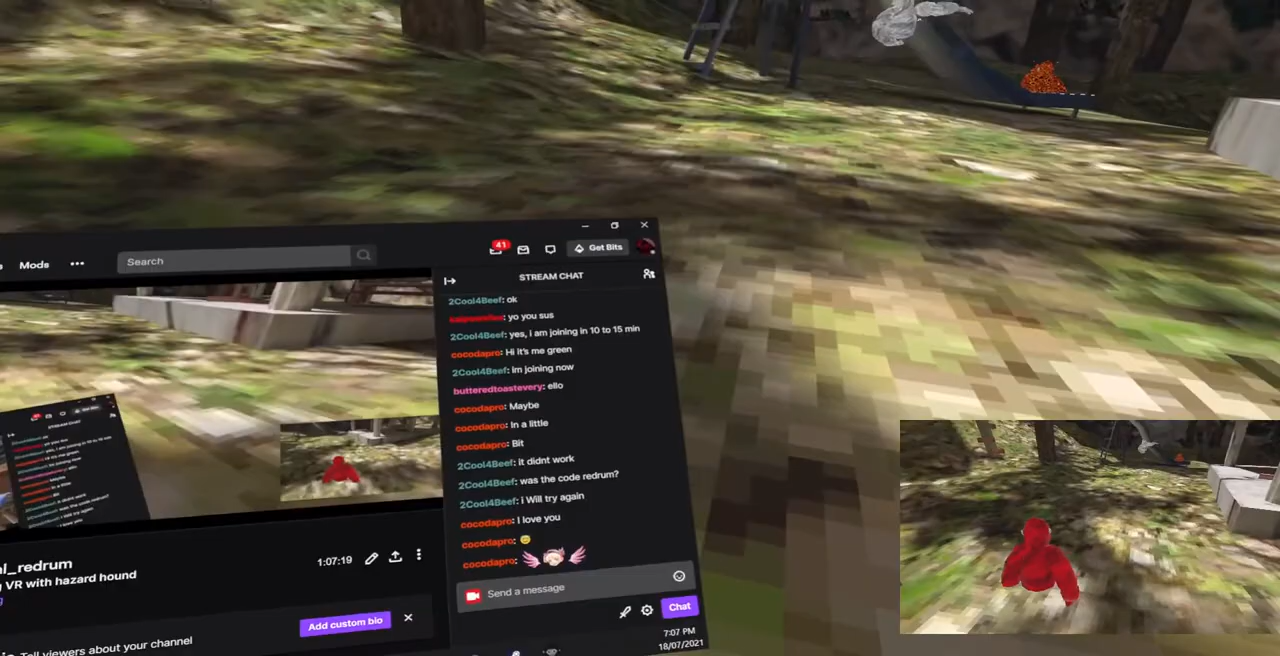 Mods
Search
41
Get Bits
STREAM CHAT
2Cool4Beef: ok
: yo you sus
2Cool4Beef: yes, i am joining in 10 to 15 min
cocodapro: Hi it's me green
2Cool4Beef: im joining now
butteredtoastevery: ello
cocodapro: Maybe
cocodapro: In a little
cocodapro: Bit
2Cool4Beef: it didnt work
2Cool4Beef: was the code redrum?
2Cool4Beef: i Will try again
cocodapro: I love you
cocodapro:
cocodapro:
Send a message
Chat
7:07 PM
18/07/2021
l_redrum
1:07:19
VR with hazard hound
Add custom bio
Tell viewers about your channel
STREAM CHAT